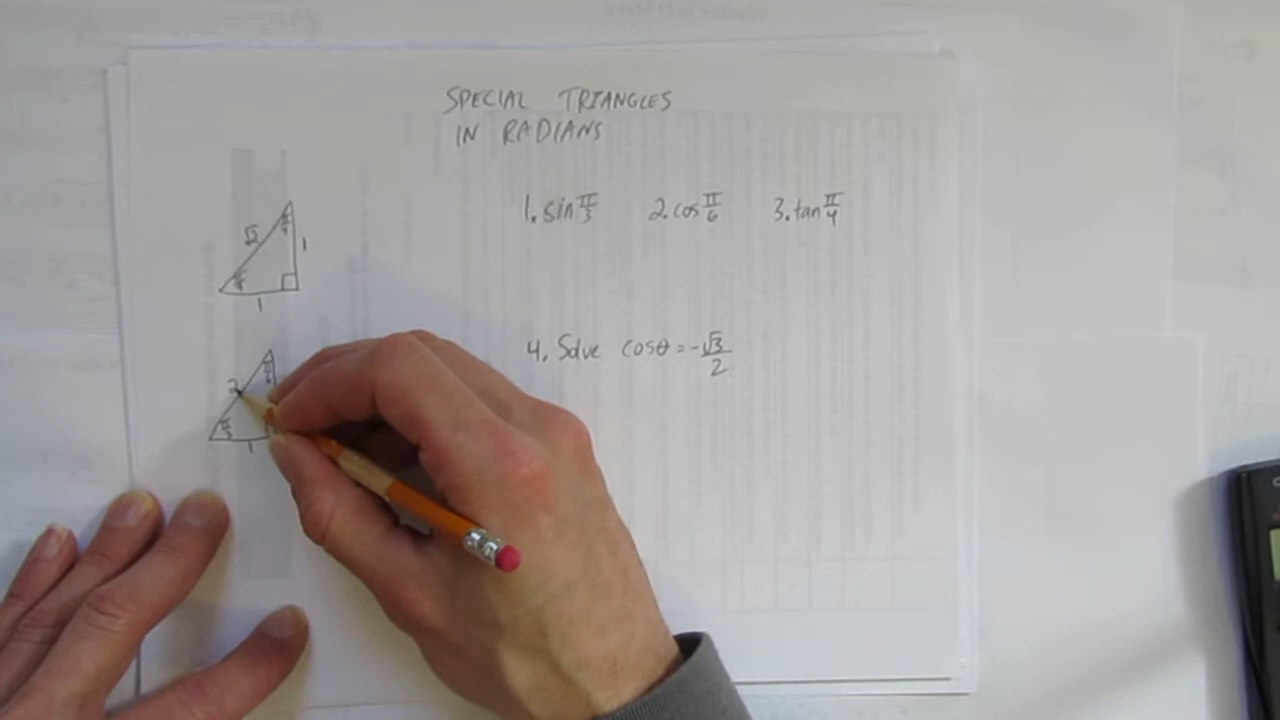 SPECIAL TRIANGLES
IN RADIANS
1. sin π/3 2. cos π/6 3. tan π/4
√2 π/4 1
π/4
1
4. Solve cosθ = -√3/2
2 π/6
π/3
1